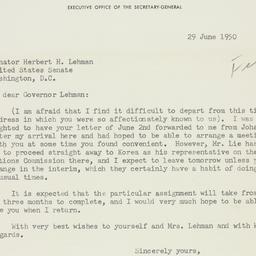 EXECUTIVE OFFICE OF THE SECRETARY-GENERAL
29 June 1950
nator Herbert H. Lehman
nited States Senate
shington, D.C.
dear Governor Lehman:
(I am afraid that I find it difficult to depart from this ti
dress in which you were so affectionately known to us). I was
ghted to have your letter of June 2nd forwarded to me from Joha
ter my arrival here and had hoped to be able to arrange a meeti
th you at some time you found convenient. However, Mr. Lie has
to proceed straight away to Korea as his representative on the
tions Commission there, and I expect to leave tomorrow unless p
ange in the interim, which they certainly have a habit of doing
usual times.
It is expected that the particular assignment will take fro
three months to complete, and I would very much hope to be able
e you when I return.
With very best wishes to yourself and Mrs. Lehman and with k
gards.
Sincerely yours,